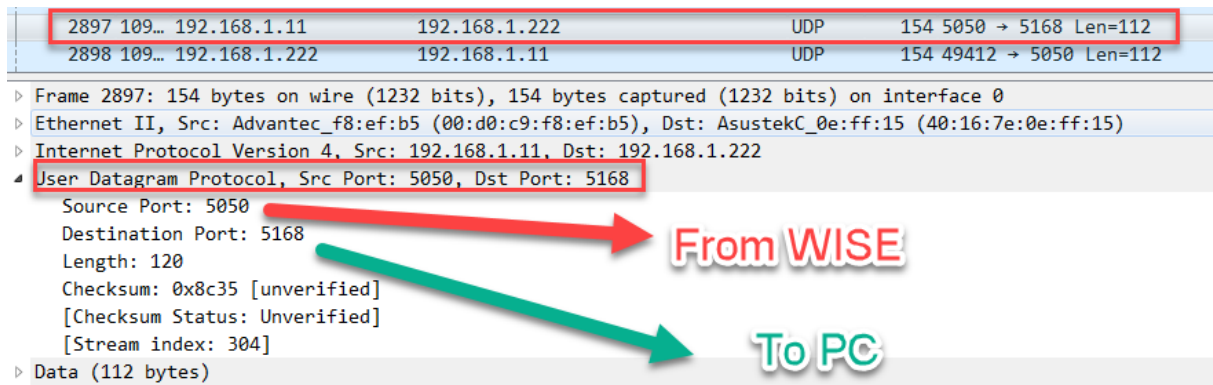 2897 109… 192.168.1.11 192.168.1.222 UDP 154 5050 → 5168 Len=112
2898 109… 192.168.1.222 192.168.1.11 UDP 154 49412 → 5050 Len=112
Frame 2897: 154 bytes on wire (1232 bits), 154 bytes captured (1232 bits) on interface 0
Ethernet II, Src: Advantec_f8:ef:b5 (00:d0:c9:f8:ef:b5), Dst: AsustekC_0e:ff:15 (40:16:7e:0e:ff:15)
Internet Protocol Version 4, Src: 192.168.1.11, Dst: 192.168.1.222
User Datagram Protocol, Src Port: 5050, Dst Port: 5168
Source Port: 5050
Destination Port: 5168
From WISE
Length: 120
Checksum: 0x8c35 [unverified]
[Checksum Status: Unverified]
[Stream index: 304]
To PC
Data (112 bytes)